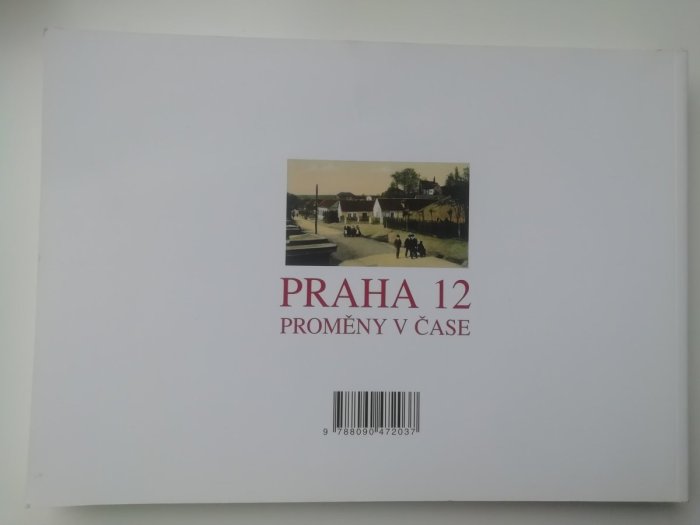 PRAHA 12
PROMĚNY V ČASE
9 788090 472037